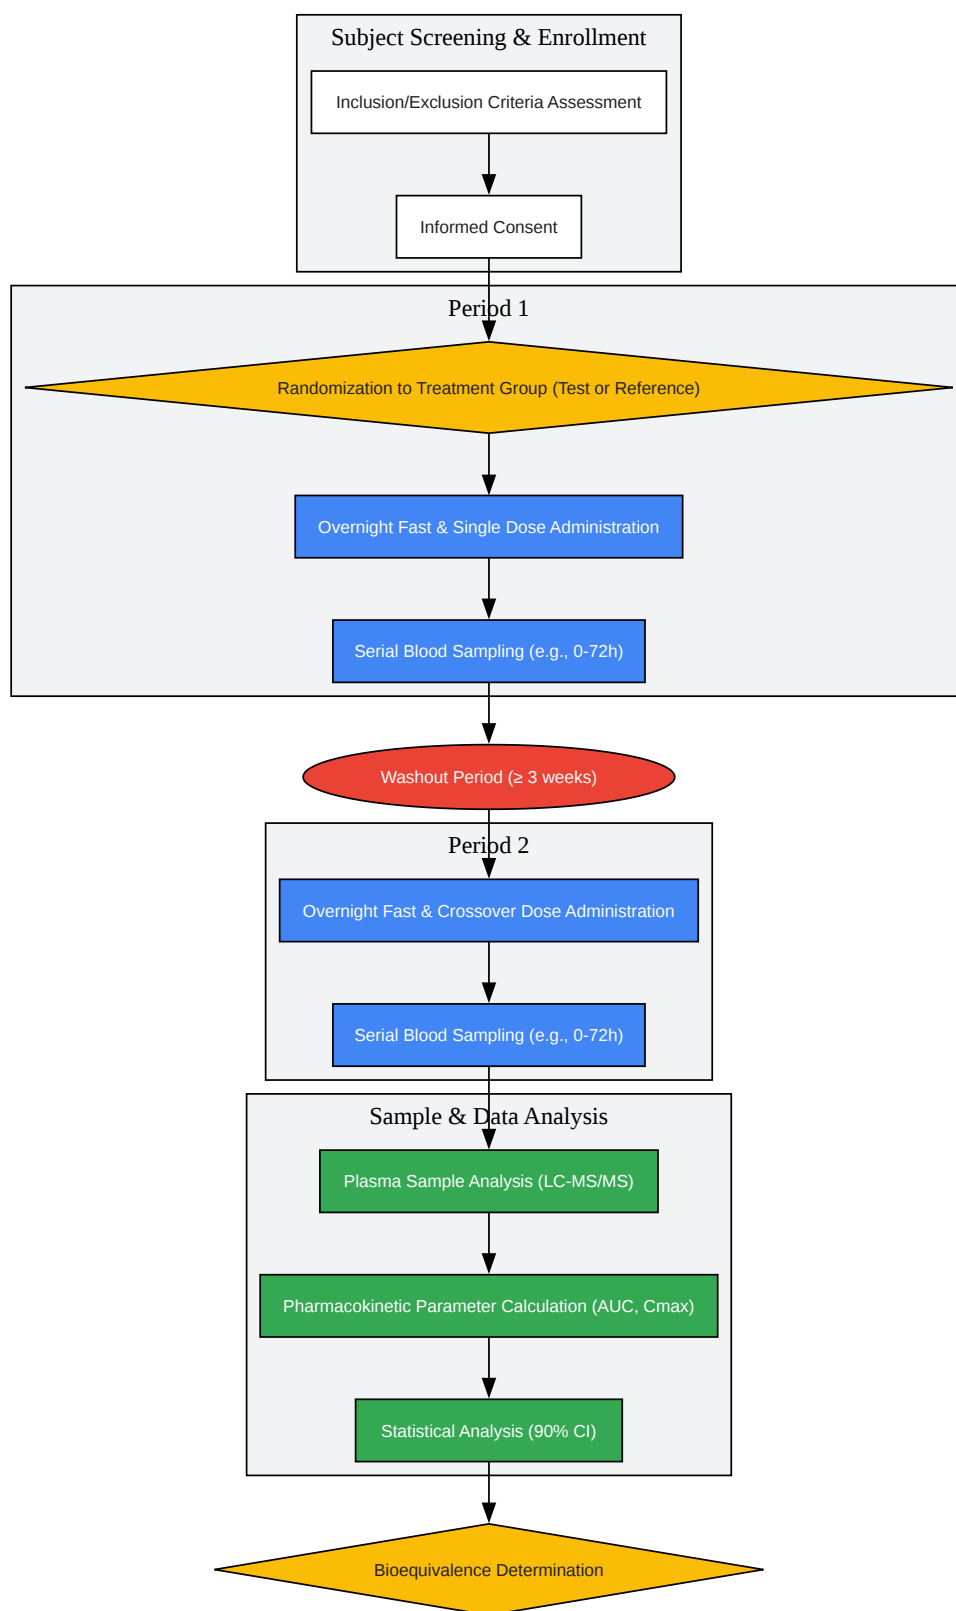 Subject Screening & Enrollment
Inclusion/Exclusion Criteria Assessment
Informed Consent
Period 1
Randomization to Treatment Group (Test or Reference)
Overnight Fast & Single Dose Administration
Serial Blood Sampling (e.g., 0-72h)
Washout Period (≥ 3 weeks)
Period 2
Overnight Fast & Crossover Dose Administration
Serial Blood Sampling (e.g., 0-72h)
Sample & Data Analysis
Plasma Sample Analysis (LC-MS/MS)
Pharmacokinetic Parameter Calculation (AUC, Cmax)
Statistical Analysis (90% CI)
Bioequivalence Determination